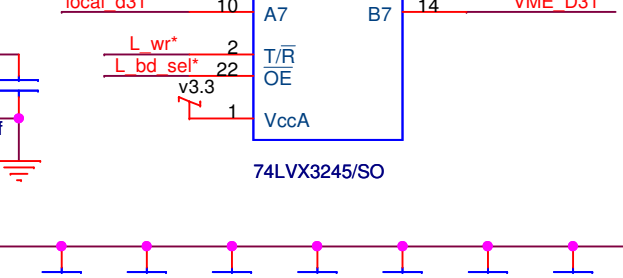 local_d31 10 A7 B7 14 VME_D31
L_wr* 2 T/R
L_bd_sel* 22 OE
v3.3
1 VccA
f
74LVX3245/SO